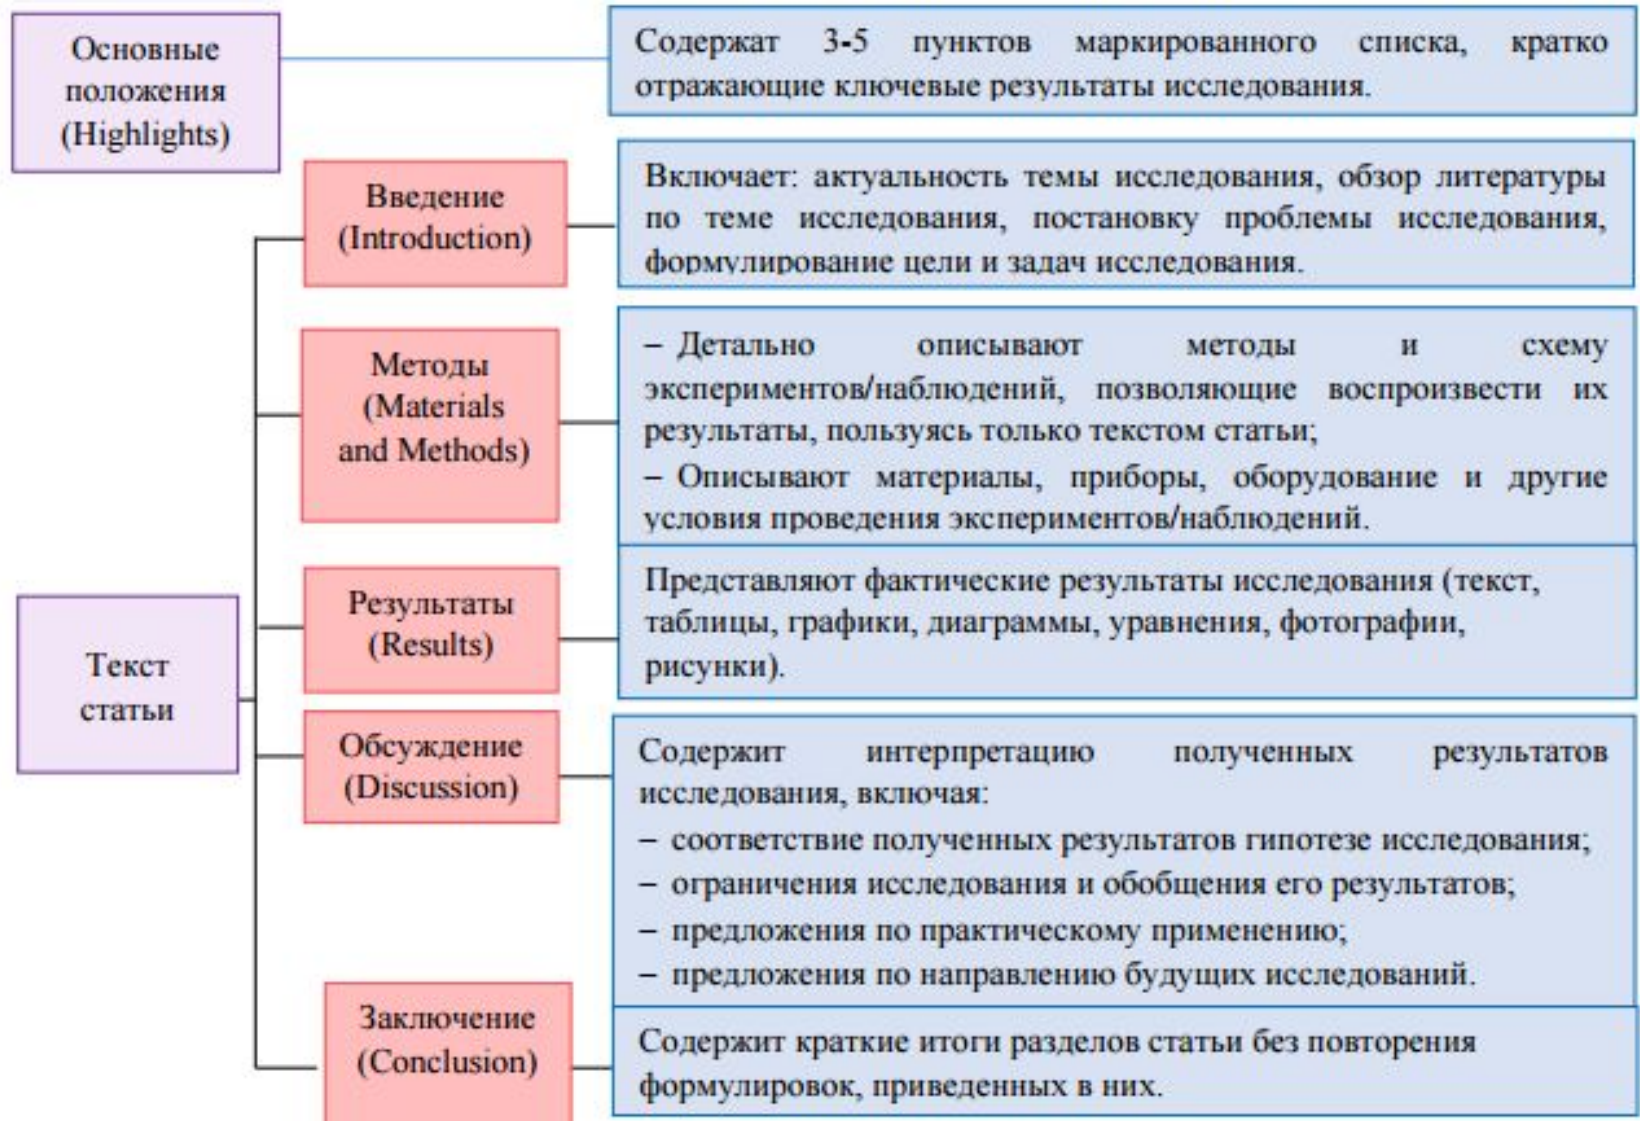 Основные
положения
(Highlights)
Содержат 3-5 пунктов маркированного списка, кратко
отражающие ключевые результаты исследования.
Текст
статьи
Введение
(Introduction)
Включает: актуальность темы исследования, обзор литературы
по теме исследования, постановку проблемы исследования,
формулирование цели и задач исследования.
Методы
(Materials
and Methods)
– Детально описывают методы и схему
экспериментов/наблюдений, позволяющие воспроизвести их
результаты, пользуясь только текстом статьи;
– Описывают материалы, приборы, оборудование и другие
условия проведения экспериментов/наблюдений.
Результаты
(Results)
Представляют фактические результаты исследования (текст,
таблицы, графики, диаграммы, уравнения, фотографии,
рисунки).
Обсуждение
(Discussion)
Содержит интерпретацию полученных результатов
исследования, включая:
– соответствие полученных результатов гипотезе исследования;
– ограничения исследования и обобщения его результатов;
– предложения по практическому применению;
– предложения по направлению будущих исследований.
Заключение
(Conclusion)
Содержит краткие итоги разделов статьи без повторения
формулировок, приведенных в них.